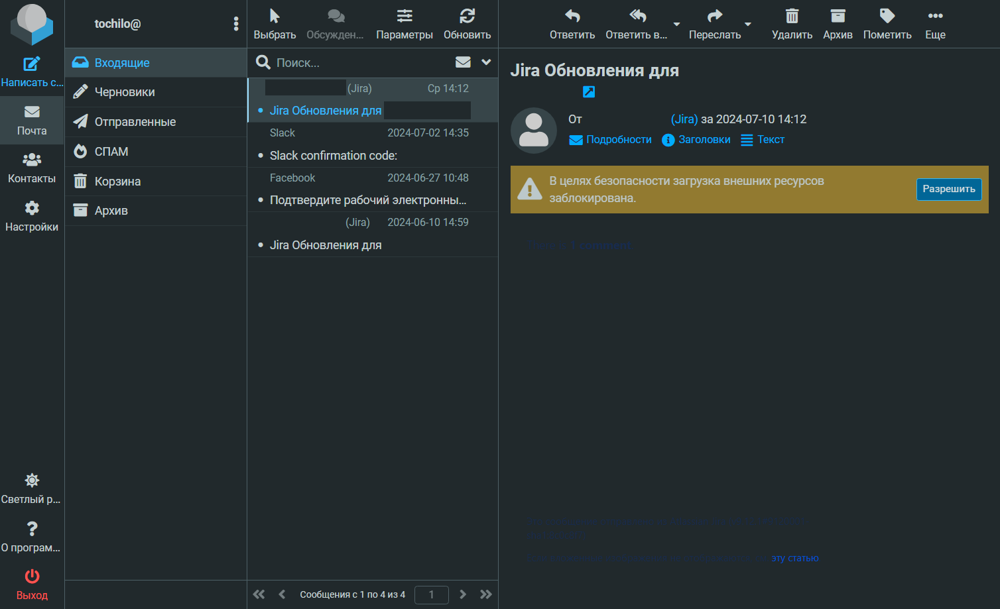 tochilo@
Выбрать
Обсужден...
Параметры
Обновить
Ответить
Ответить в...
Переслать
Удалить
Архив
Пометить
Еще
Написать с...
Почта
Контакты
Настройки
Светлый р...
О програм...
Выход
Входящие
Черновики
Отправленные
СПАМ
Корзина
Архив
Поиск...
(Jira) Ср 14:12
Jira Обновления для
Slack 2024-07-02 14:35
Slack confirmation code:
Facebook 2024-06-27 10:48
Подтвердите рабочий электронны...
(Jira) 2024-06-10 14:59
Jira Обновления для
Сообщения с 1 по 4 из 4 1
Jira Обновления для
От (Jira) за 2024-07-10 14:12
Подробности Заголовки Текст
В целях безопасности загрузка внешних ресурсов
заблокирована.
Разрешить
1 comment
эту статью